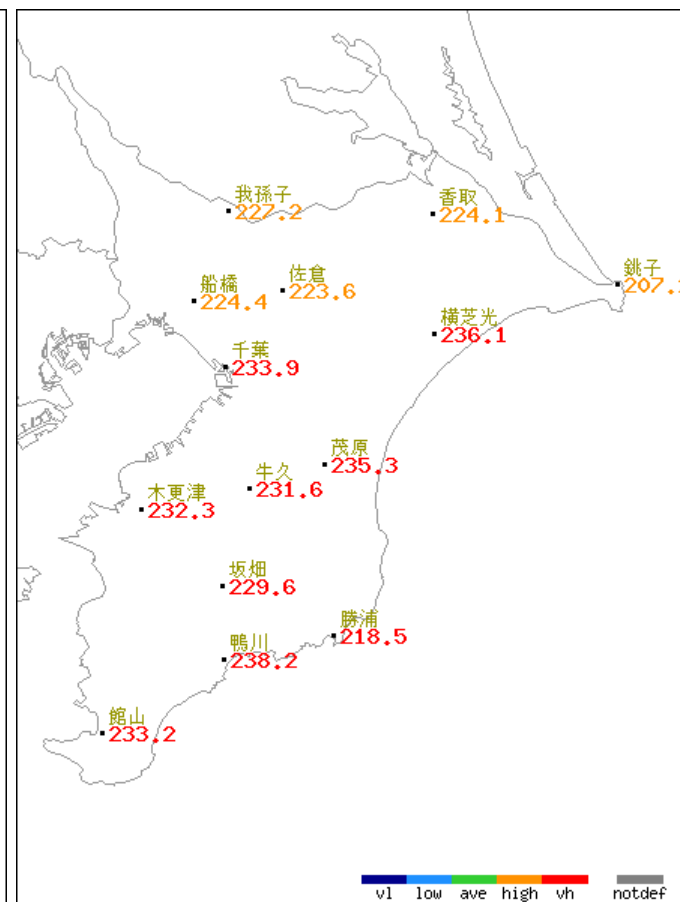 我孫子
227.2
香取
224.1
佐倉
223.6
船橋
224.4
銚子
207.
横芝光
236.1
千葉
233.9
茂原
235.3
牛久
231.6
木更津
232.3
坂畑
229.6
勝浦
218.5
鴨川
238.2
館山
233.2
vl low ave high vh notdef